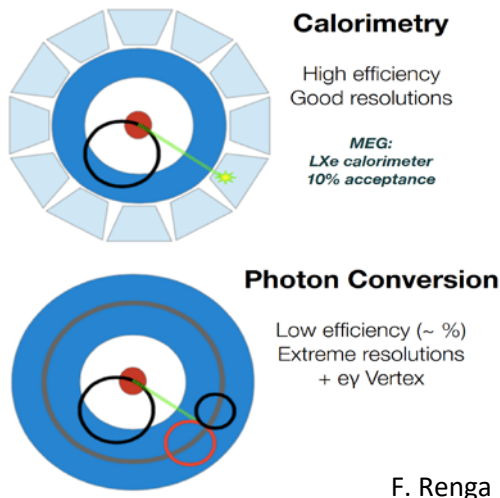 Calorimetry
High efficiency
Good resolutions
MEG:
LXe calorimeter
10% acceptance
Photon Conversion
Low efficiency (~ %)
Extreme resolutions
+ eγ Vertex
F. Renga